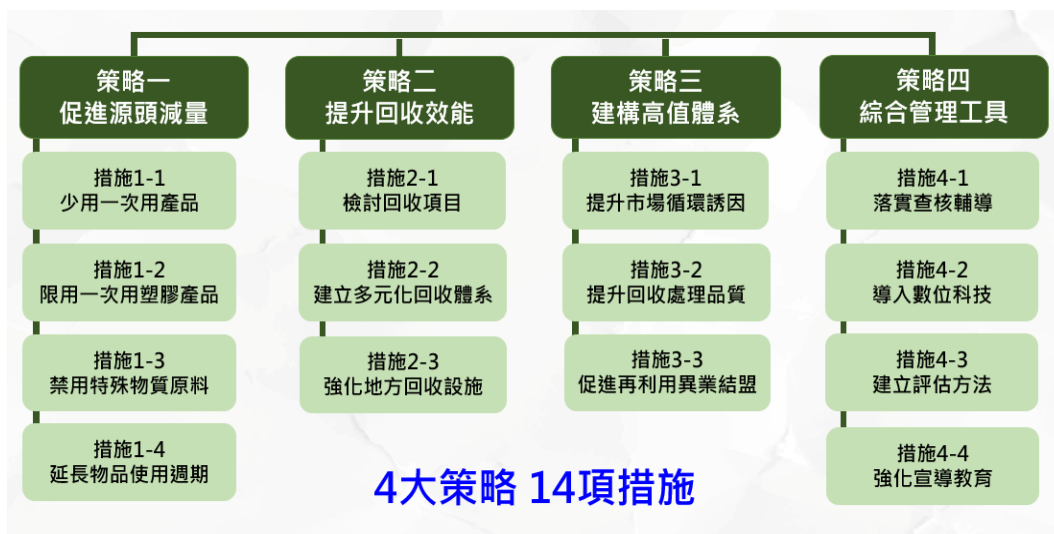 策略一
促進源頭減量
措施1-1
少用一次用產品
措施1-2
限用一次用塑膠產品
措施1-3
禁用特殊物質原料
措施1-4
延長物品使用週期
策略二
提升回收效能
措施2-1
檢討回收項目
措施2-2
建立多元化回收體系
措施2-3
強化地方回收設施
策略三
建構高值體系
措施3-1
提升市場循環誘因
措施3-2
提升回收處理品質
措施3-3
促進再利用異業結盟
策略四
綜合管理工具
措施4-1
落實查核輔導
措施4-2
導入數位科技
措施4-3
建立評估方法
措施4-4
強化宣導教育
4大策略 14項措施